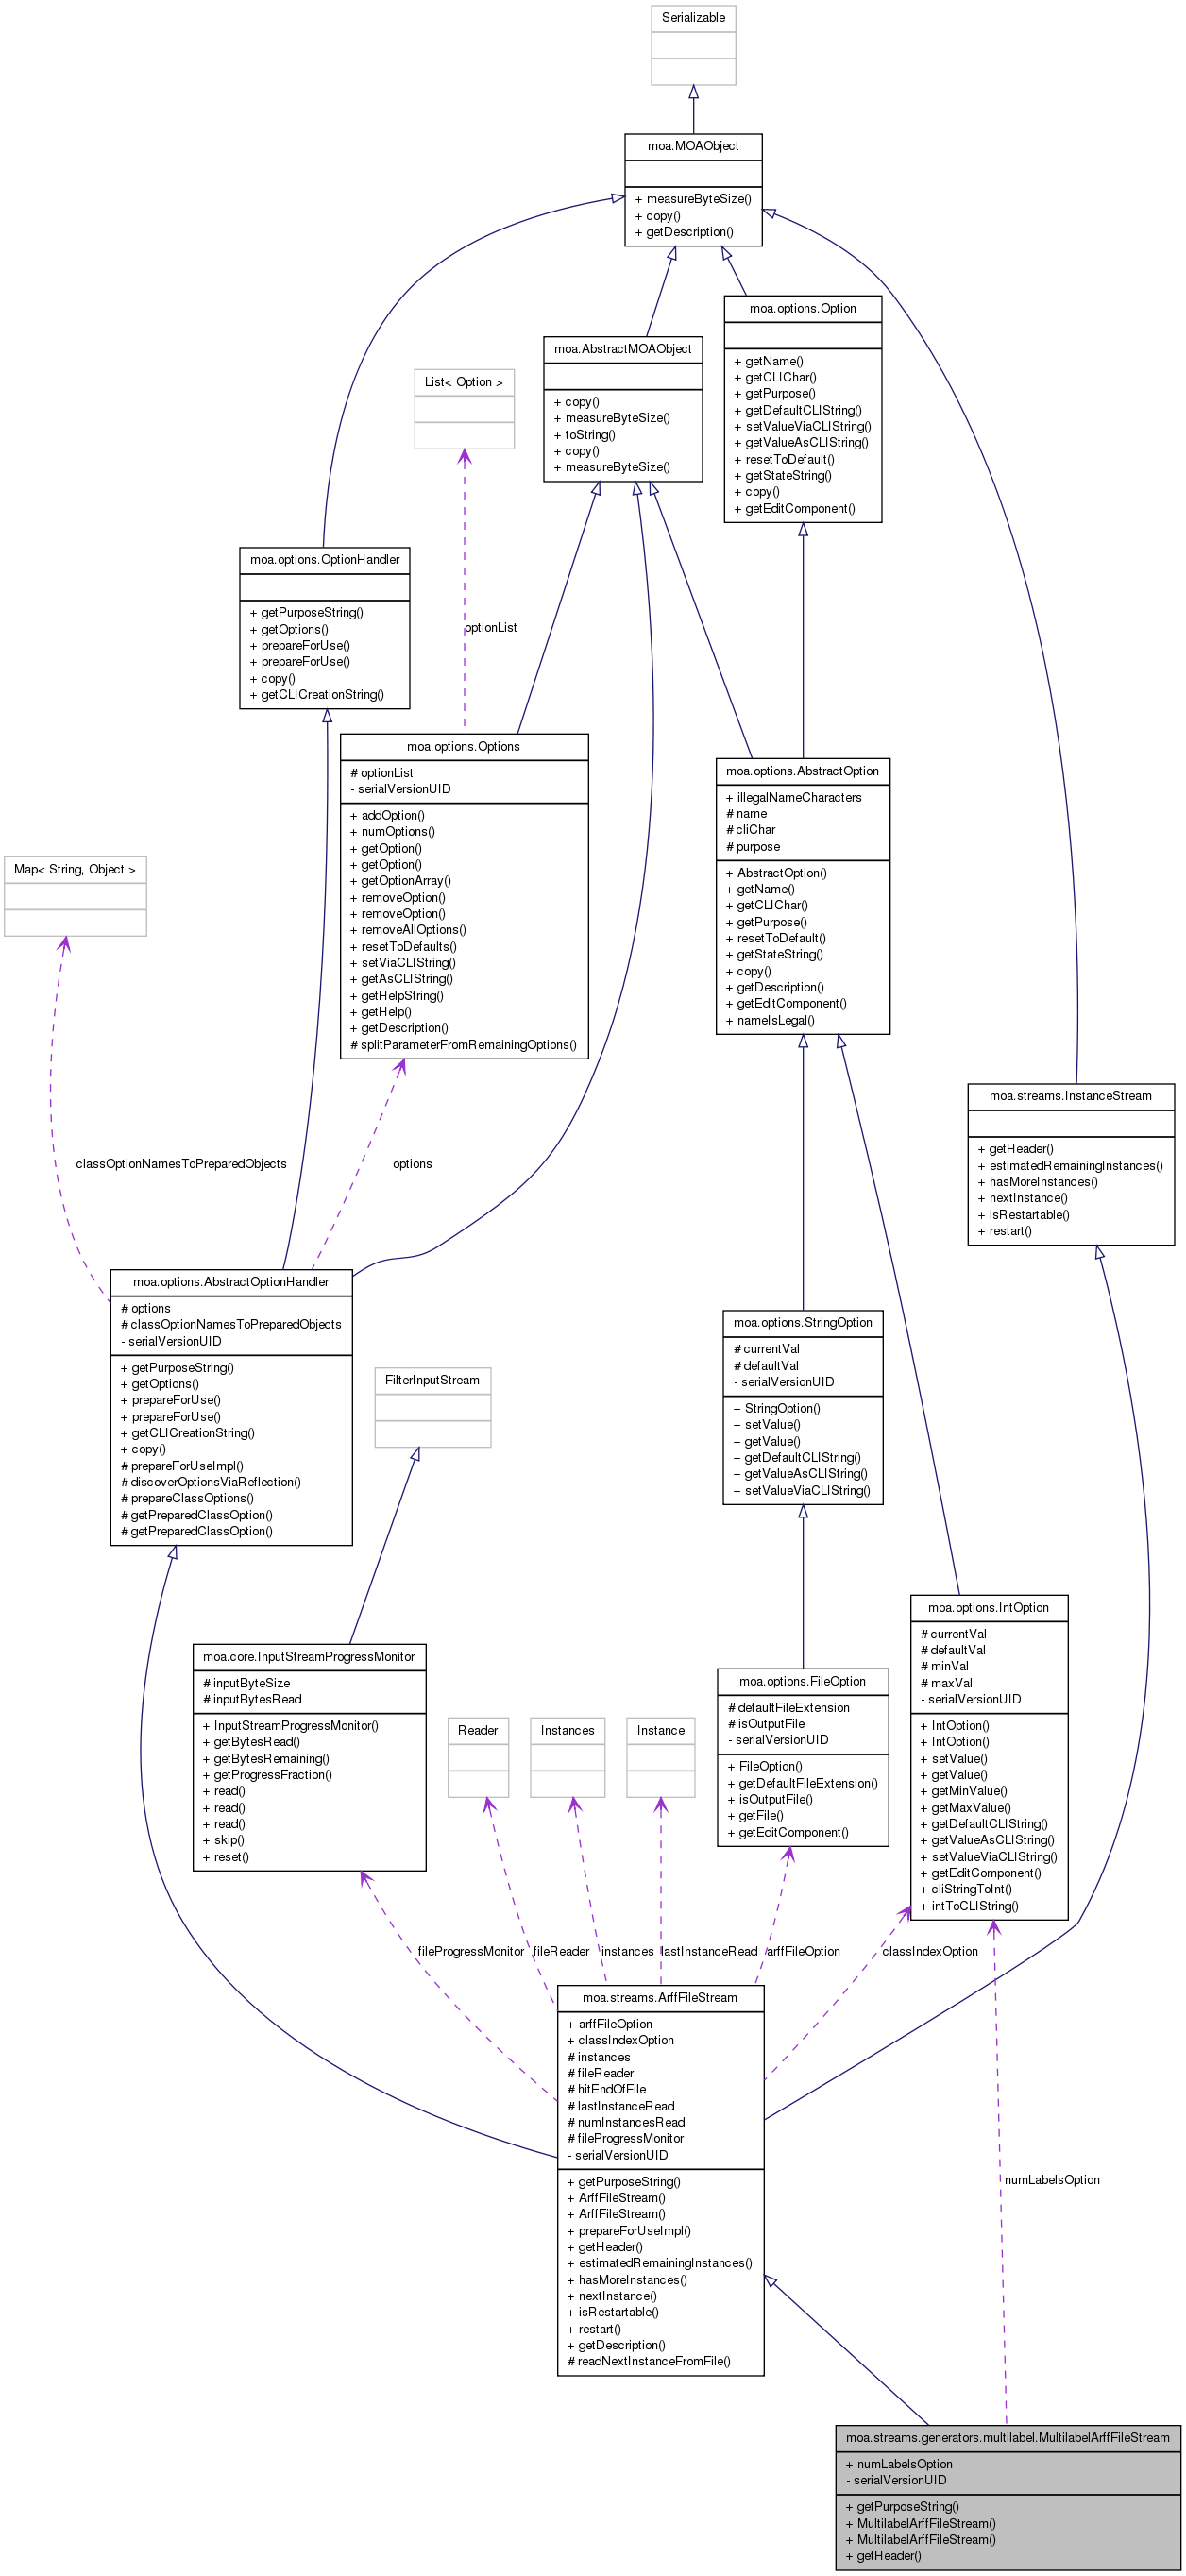 Serializable
moa.MOAObject
+ measureByteSize()
+ copy()
+ getDescription()
moa.options.Option
+ getName()
+ getCLIChar()
+ getPurpose()
+ getDefaultCLIString()
+ setValueViaCLIString()
+ getValueAsCLIString()
+ resetToDefault()
+ getStateString()
+ copy()
+ getEditComponent()
moa.AbstractMOAObject
+ copy()
+ measureByteSize()
+ toString()
+ copy()
+ measureByteSize()
List< Option >
moa.options.OptionHandler
+ getPurposeString()
+ getOptions()
+ prepareForUse()
+ prepareForUse()
+ copy()
+ getCLICreationString()
optionList
moa.options.Options
# optionList
- serialVersionUID
+ addOption()
+ numOptions()
+ getOption()
+ getOption()
+ getOptionArray()
+ removeOption()
+ removeOption()
+ removeAllOptions()
+ resetToDefaults()
+ setViaCLIString()
+ getAsCLIString()
+ getHelpString()
+ getHelp()
+ getDescription()
# splitParameterFromRemainingOptions()
moa.options.AbstractOption
+ illegalNameCharacters
# name
# cliChar
# purpose
+ AbstractOption()
+ getName()
+ getCLIChar()
+ getPurpose()
+ resetToDefault()
+ getStateString()
+ copy()
+ getDescription()
+ getEditComponent()
+ nameIsLegal()
Map< String, Object >
moa.streams.InstanceStream
+ getHeader()
+ estimatedRemainingInstances()
+ hasMoreInstances()
+ nextInstance()
+ isRestartable()
+ restart()
classOptionNamesToPreparedObjects
options
moa.options.AbstractOptionHandler
# options
# classOptionNamesToPreparedObjects
- serialVersionUID
+ getPurposeString()
+ getOptions()
+ prepareForUse()
+ prepareForUse()
+ getCLICreationString()
+ copy()
# prepareForUseImpl()
# discoverOptionsViaReflection()
# prepareClassOptions()
# getPreparedClassOption()
# getPreparedClassOption()
moa.options.StringOption
# currentVal
# defaultVal
- serialVersionUID
+ StringOption()
+ setValue()
+ getValue()
+ getDefaultCLIString()
+ getValueAsCLIString()
+ setValueViaCLIString()
FilterInputStream
moa.options.IntOption
# currentVal
# defaultVal
# minVal
# maxVal
- serialVersionUID
+ IntOption()
+ IntOption()
+ setValue()
+ getValue()
+ getMinValue()
+ getMaxValue()
+ getDefaultCLIString()
+ getValueAsCLIString()
+ setValueViaCLIString()
+ getEditComponent()
+ cliStringToInt()
+ intToCLIString()
moa.core.InputStreamProgressMonitor
# inputByteSize
# inputBytesRead
+ InputStreamProgressMonitor()
+ getBytesRead()
+ getBytesRemaining()
+ getProgressFraction()
+ read()
+ read()
+ read()
+ skip()
+ reset()
moa.options.FileOption
# defaultFileExtension
# isOutputFile
- serialVersionUID
+ FileOption()
+ getDefaultFileExtension()
+ isOutputFile()
+ getFile()
+ getEditComponent()
Reader
Instances
Instance
fileProgressMonitor
fileReader
instances
lastInstanceRead
arffFileOption
classIndexOption
moa.streams.ArffFileStream
+ arffFileOption
+ classIndexOption
# instances
# fileReader
# hitEndOfFile
# lastInstanceRead
# numInstancesRead
# fileProgressMonitor
- serialVersionUID
+ getPurposeString()
+ ArffFileStream()
+ ArffFileStream()
+ prepareForUseImpl()
+ getHeader()
+ estimatedRemainingInstances()
+ hasMoreInstances()
+ nextInstance()
+ isRestartable()
+ restart()
+ getDescription()
# readNextInstanceFromFile()
numLabelsOption
moa.streams.generators.multilabel.MultilabelArffFileStream
+ numLabelsOption
- serialVersionUID
+ getPurposeString()
+ MultilabelArffFileStream()
+ MultilabelArffFileStream()
+ getHeader()